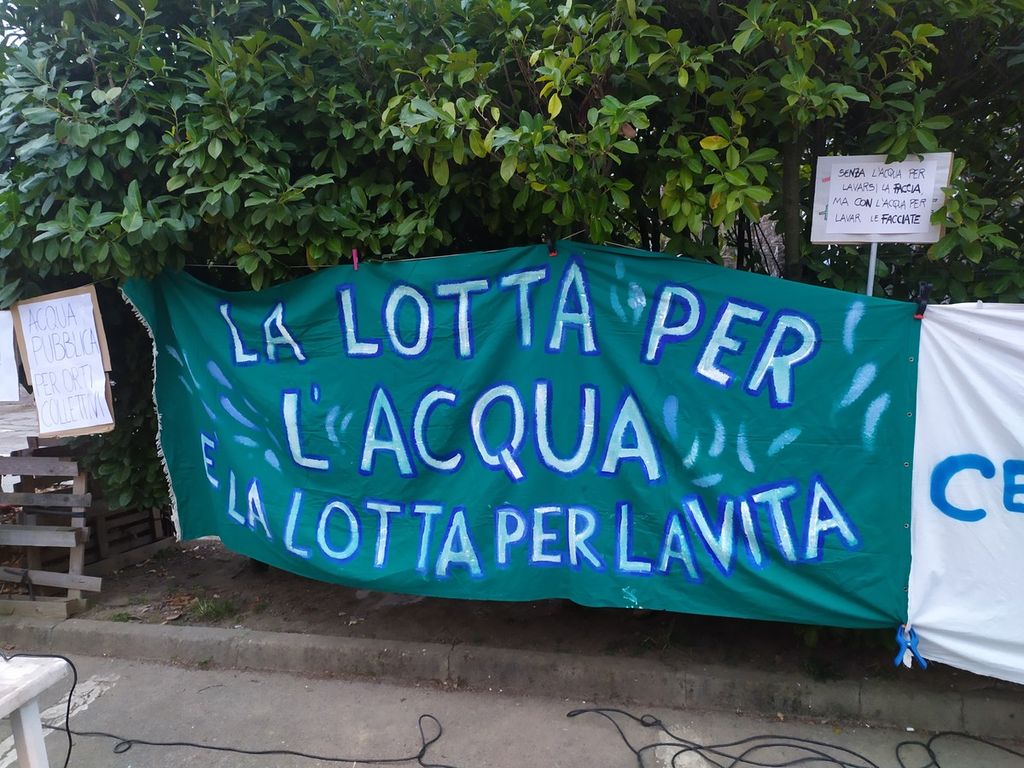 ACQUA
PUBBLICA
PER ORTI
COLLETTIVI
LA LOTTA PER
L'ACQUA
E LA LOTTA PER LA VITA
SENZA L'ACQUA PER
LAVARSI LA FACCIA
MA CON L'ACQUA PER
LAVAR LE FACCIATE
CE